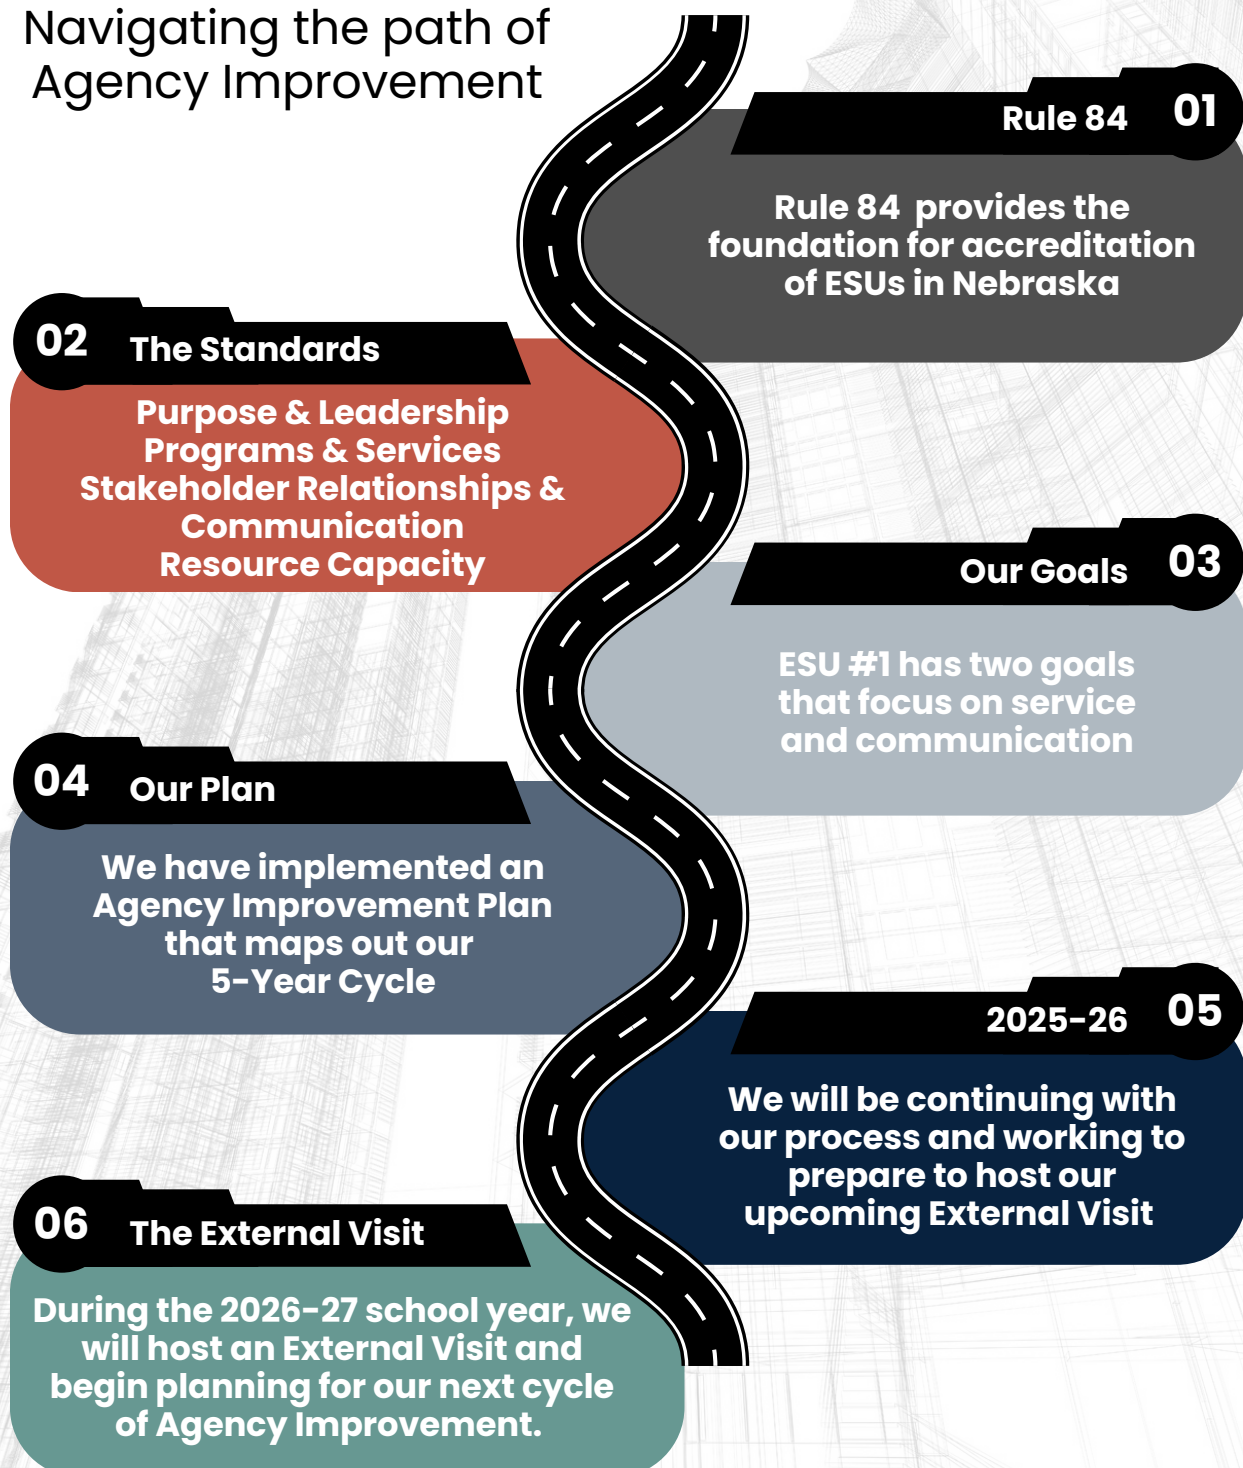 Navigating the path of
Agency Improvement
Rule 84
01
Rule 84 provides the
foundation for accreditation
of ESUs in Nebraska
02
The Standards
Purpose & Leadership
Programs & Services
Stakeholder Relationships &
Communication
Resource Capacity
Our Goals
03
ESU #1 has two goals
that focus on service
and communication
04
Our Plan
We have implemented an
Agency Improvement Plan
that maps out our
5-Year Cycle
2025-26
05
We will be continuing with
our process and working to
prepare to host our
upcoming External Visit
06
The External Visit
During the 2026-27 school year, we
will host an External Visit and
begin planning for our next cycle
of Agency Improvement.